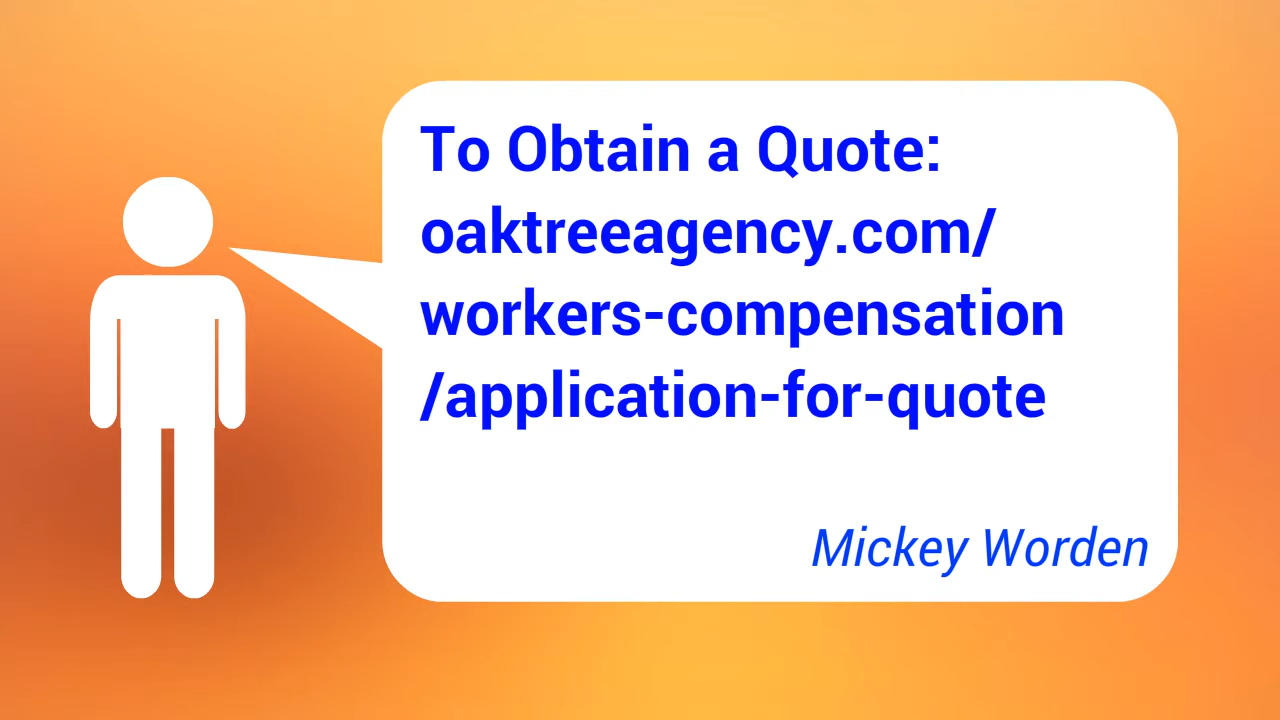 To Obtain a Quote:
oaktreeagency.com/
workers-compensation
/application-for-quote
Mickey Worden